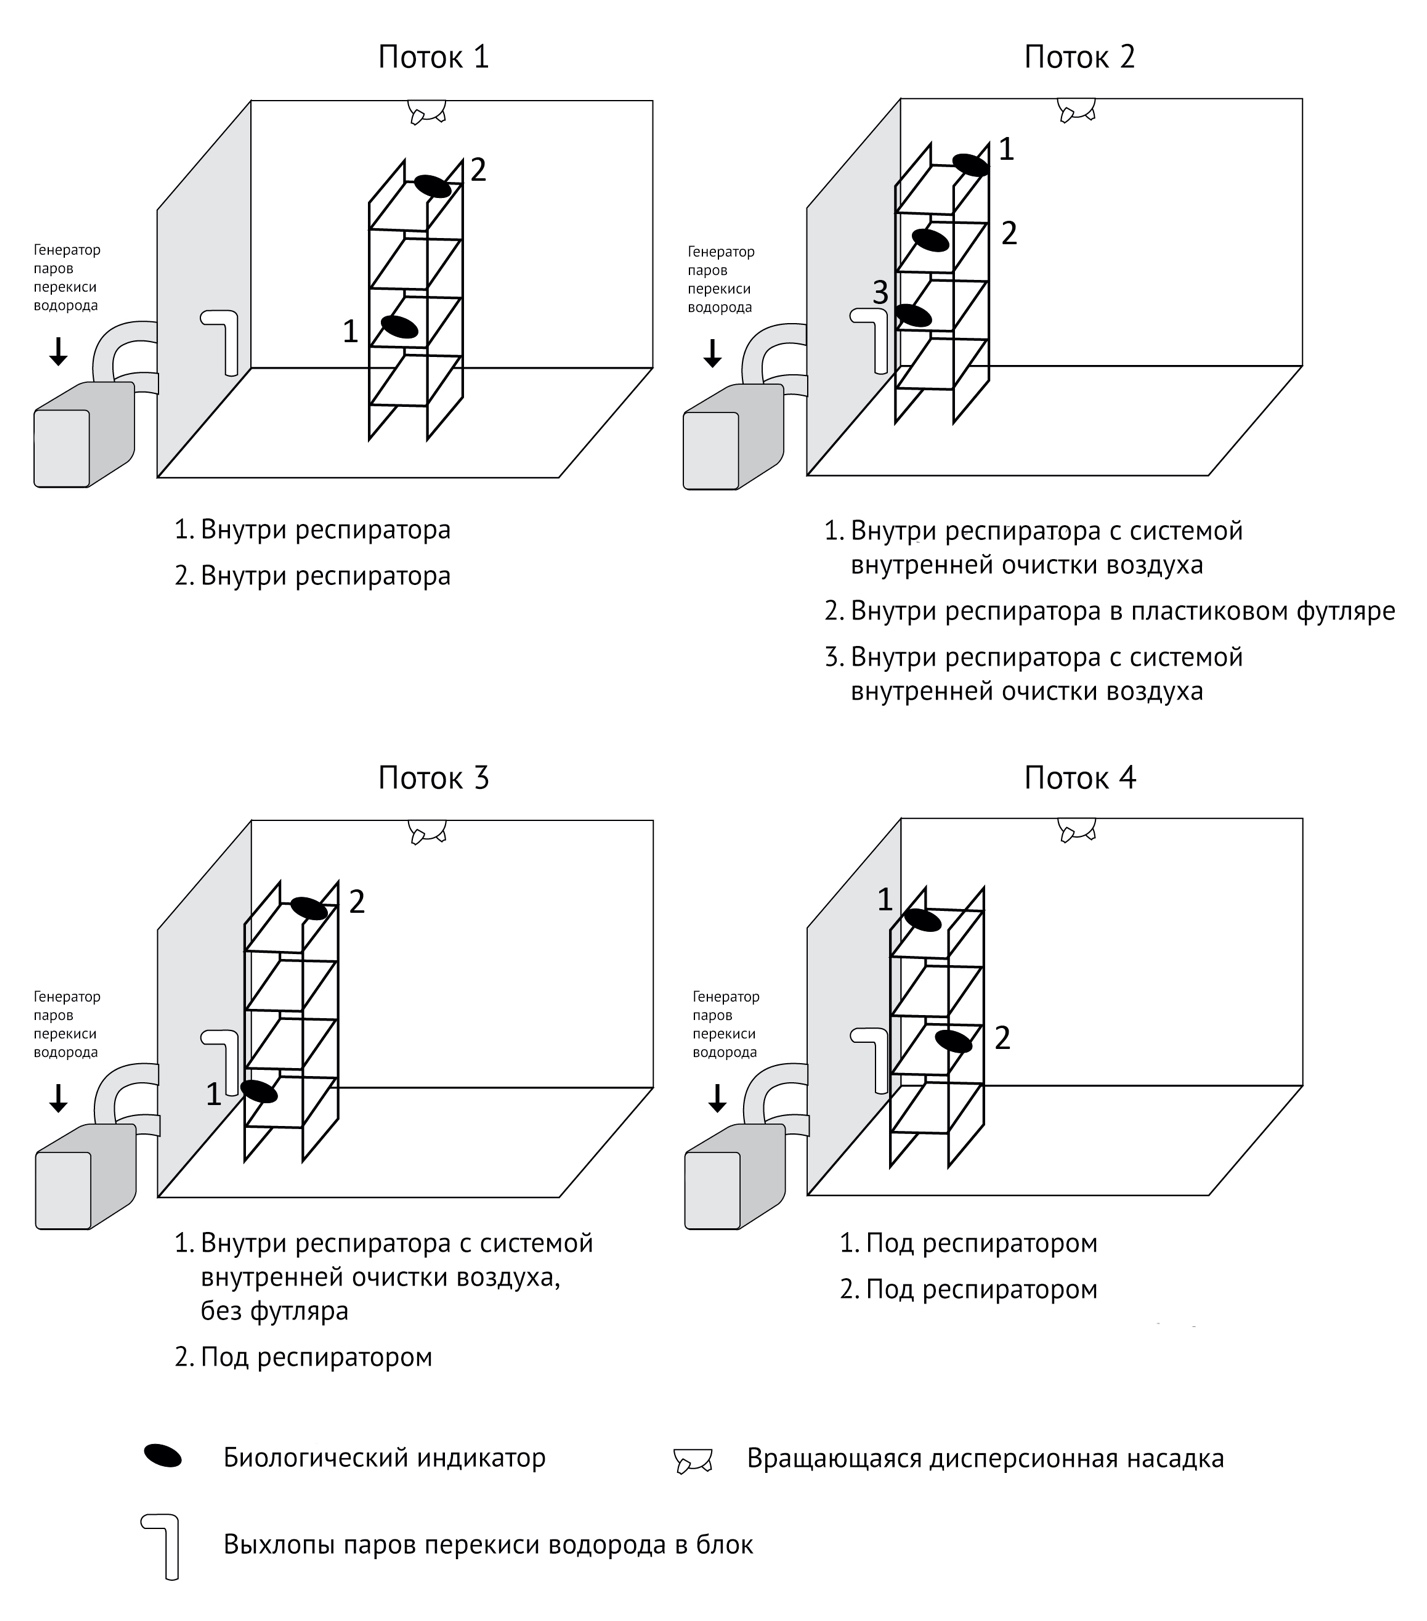 Поток 1
2
1
Генератор
паров
перекиси
водорода
1. Внутри респиратора
2. Внутри респиратора
Поток 2
1
2
3
Генератор
паров
перекиси
водорода
1. Внутри респиратора с системой
внутренней очистки воздуха
2. Внутри респиратора в пластиковом футляре
3. Внутри респиратора с системой
внутренней очистки воздуха
Поток 3
2
1
Генератор
паров
перекиси
водорода
1. Внутри респиратора с системой
внутренней очистки воздуха,
без футляра
2. Под респиратором
Поток 4
1
2
Генератор
паров
перекиси
водорода
1. Под респиратором
2. Под респиратором
Биологический индикатор
Вращающаяся дисперсионная насадка
Выхлопы паров перекиси водорода в блок